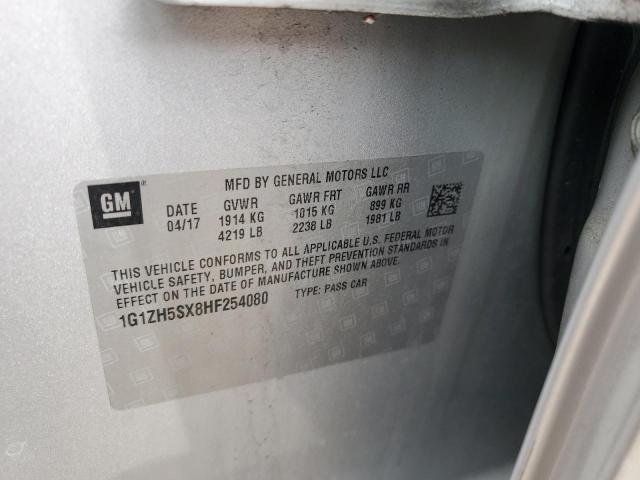 MFD BY GENERAL MOTORS LLC
GM®
DATE GVWR GAWR FRT GAWR RR
04/17 1914 KG 1015 KG 899 KG
4219 LB 2238 LB 1981 LB
THIS VEHICLE CONFORMS TO ALL APPLICABLE U.S. FEDERAL MOTOR
VEHICLE SAFETY, BUMPER, AND THEFT PREVENTION STANDARDS IN
EFFECT ON THE DATE OF MANUFACTURE SHOWN ABOVE.
1G1ZH5SX8HF254080 TYPE: PASS CAR